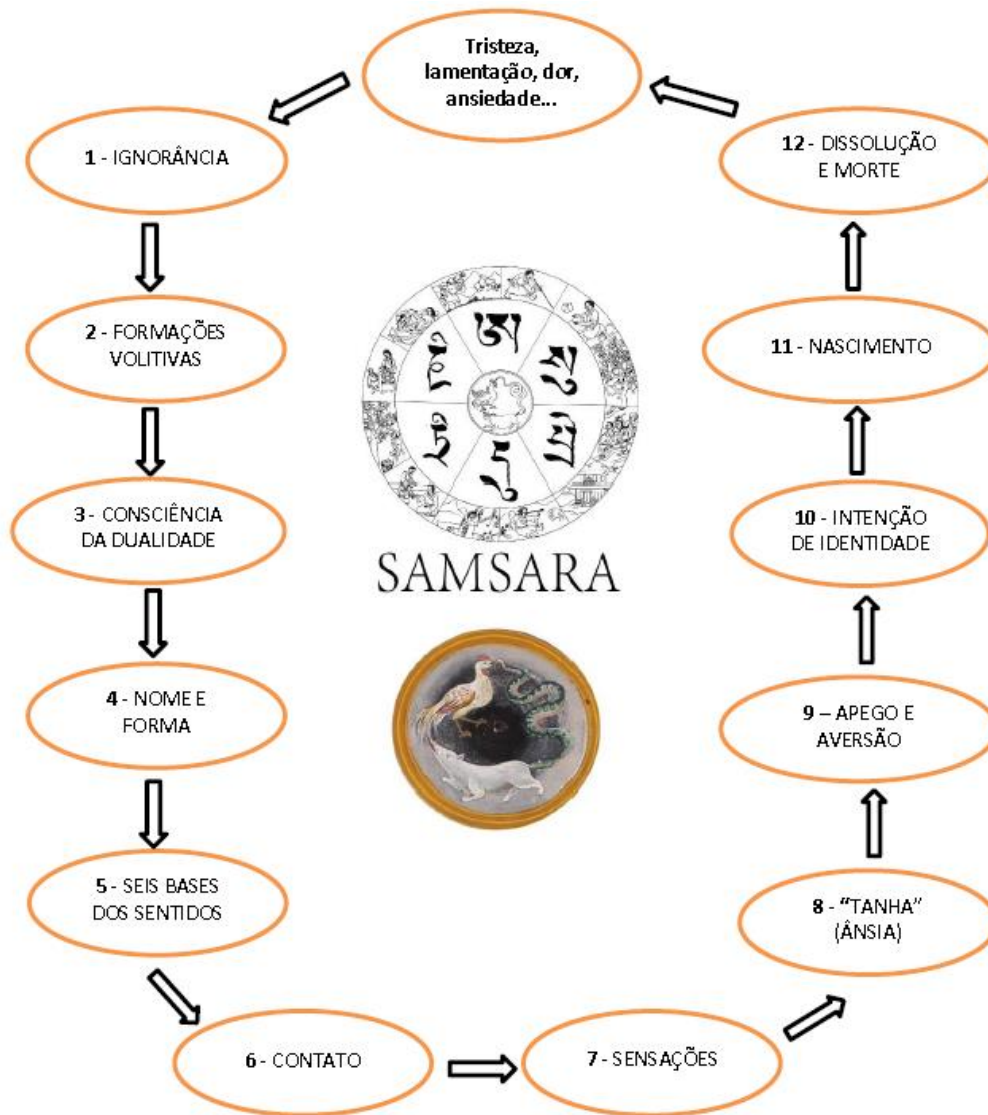 Tristeza,
lamentação, dor,
ansiedade...
1 - IGNORÂNCIA
2 - FORMAÇÕES
VOLITIVAS
3 - CONSCIÊNCIA
DA DUALIDADE
4 - NOME E
FORMA
5 - SEIS BASES
DOS SENTIDOS
6 - CONTATO
7 - SENSAÇÕES
8 - “TANHA”
(ÂNSIA)
9 – APEGO E
AVERSÃO
10 - INTENÇÃO
DE IDENTIDADE
11 - NASCIMENTO
12 - DISSOLUÇÃO
E MORTE
SAMSARA